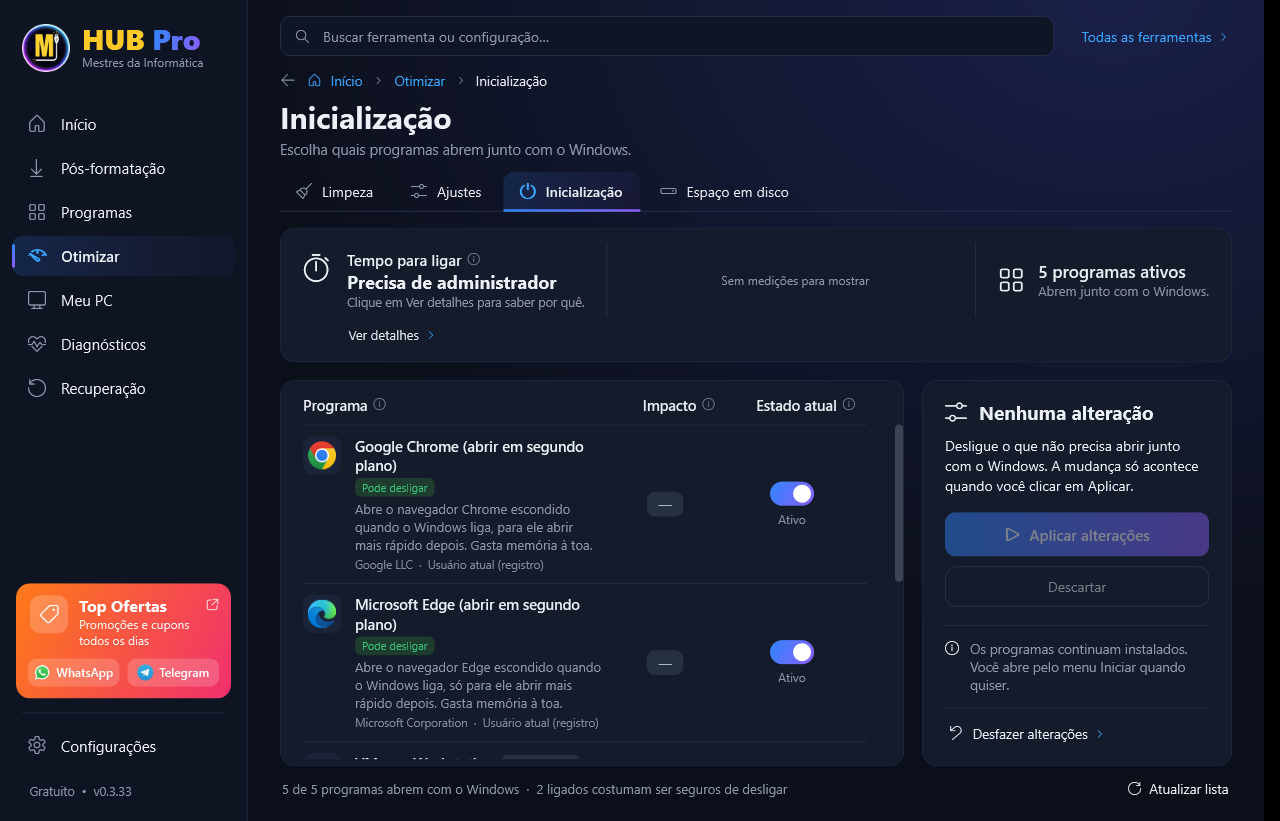 HUB Pro
Mestres da Informática
Início
Pós-formatação
Programas
Otimizar
Meu PC
Diagnósticos
Recuperação
Top Ofertas
Promoções e cupons
todos os dias
WhatsApp
Telegram
Configurações
Gratuito • v0.3.33
Buscar ferramenta ou configuração...
Todas as ferramentas
Início
Otimizar
Inicialização
Inicialização
Escolha quais programas abrem junto com o Windows.
Limpeza
Ajustes
Inicialização
Espaço em disco
Tempo para ligar
Precisa de administrador
Clique em Ver detalhes para saber por quê.
Ver detalhes
Sem medições para mostrar
5 programas ativos
Abrem junto com o Windows.
Programa
Impacto
Estado atual
Google Chrome (abrir em segundo
plano)
Pode desligar
Abre o navegador Chrome escondido
quando o Windows liga, para ele abrir
mais rápido depois. Gasta memória à toa.
Google LLC · Usuário atual (registro)
—
Ativo
Microsoft Edge (abrir em segundo
plano)
Pode desligar
Abre o navegador Edge escondido quando
o Windows liga, só para ele abrir mais
rápido depois. Gasta memória à toa.
Microsoft Corporation · Usuário atual (registro)
—
Ativo
Nenhuma alteração
Desligue o que não precisa abrir junto
com o Windows. A mudança só acontece
quando você clicar em Aplicar.
Aplicar alterações
Descartar
Os programas continuam instalados.
Você abre pelo menu Iniciar quando
quiser.
Desfazer alterações
5 de 5 programas abrem com o Windows · 2 ligados costumam ser seguros de desligar
Atualizar lista